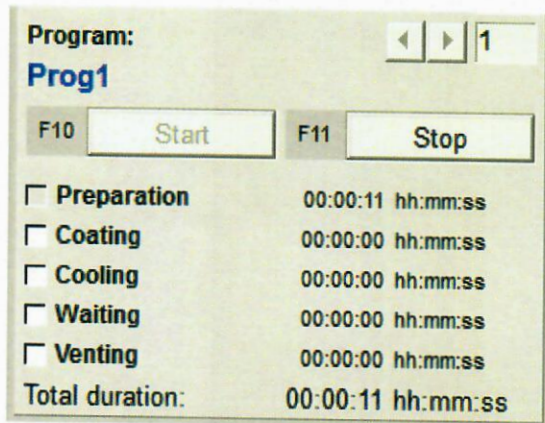 Program: 1
Prog1
F10 Start F11 Stop
Preparation 00:00:11 hh:mm:ss
Coating 00:00:00 hh:mm:ss
Cooling 00:00:00 hh:mm:ss
Waiting 00:00:00 hh:mm:ss
Venting 00:00:00 hh:mm:ss
Total duration: 00:00:11 hh:mm:ss